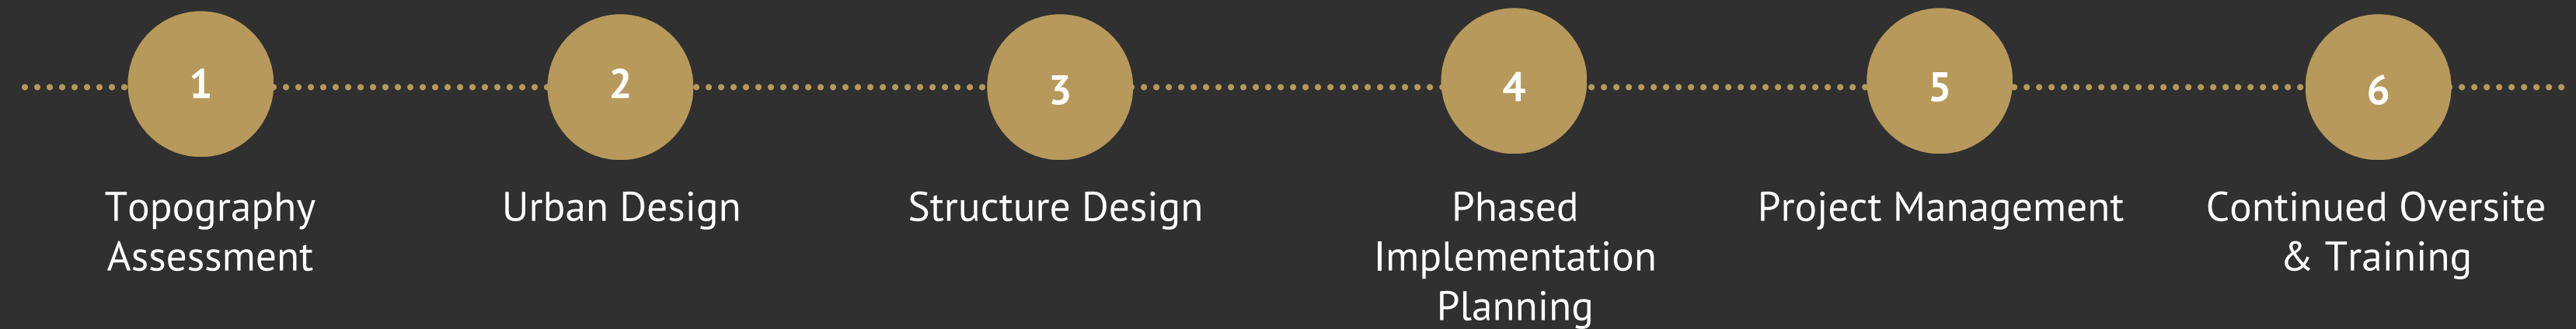 1
Topography
Assessment
2
Urban Design
3
Structure Design
4
Phased
Implementation
Planning
5
Project Management
6
Continued Oversite
& Training